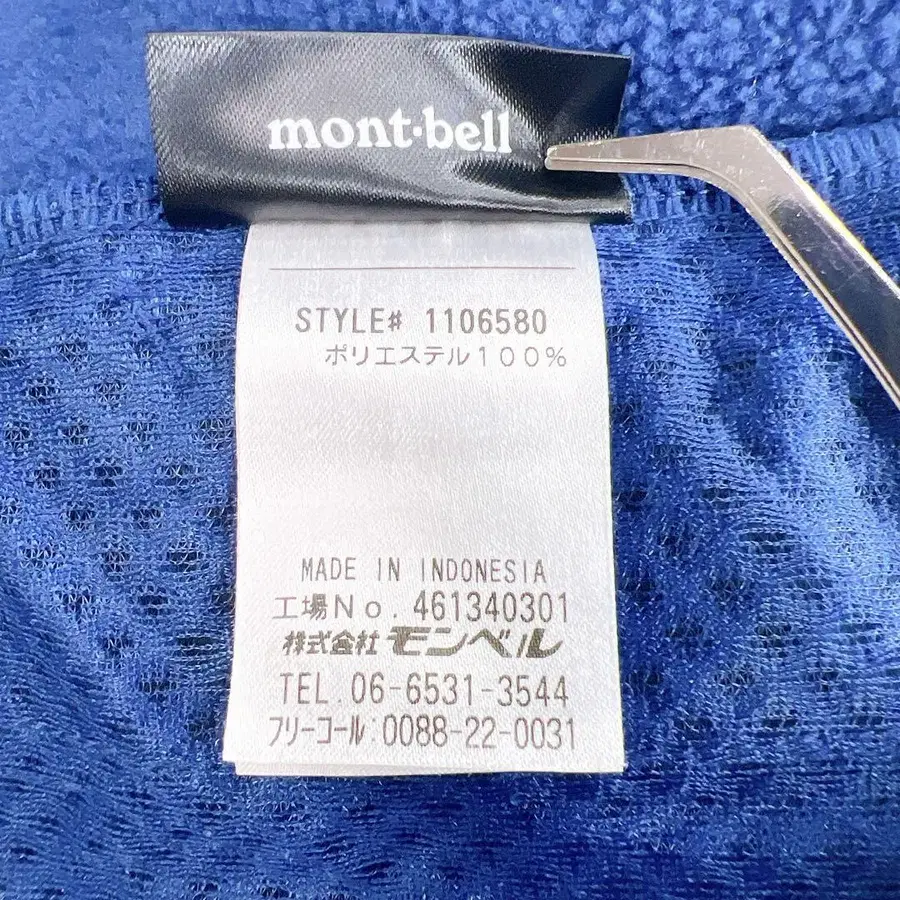 mont·bell
STYLE# 1106580
ポリエステル100%
MADE IN INDONESIA
工場No. 461340301
株式会社 モンベル
TEL. 06-6531-3544
フリーコール:0088-22-0031